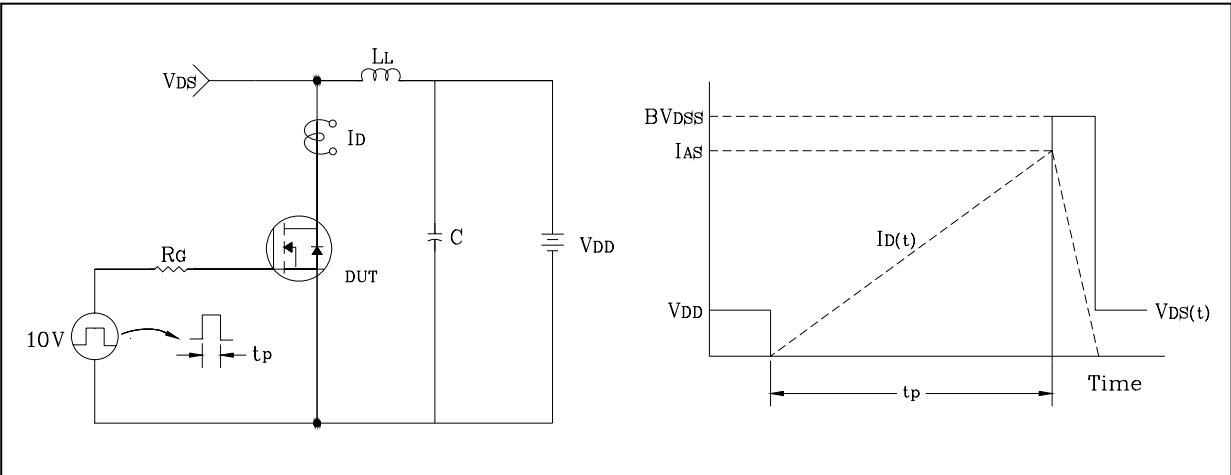 LL
VDS
ID
C
VDD
RG
DUT
10V
tp
BVDSS
IAS
ID(t)
VDD
VDS(t)
Time
tp